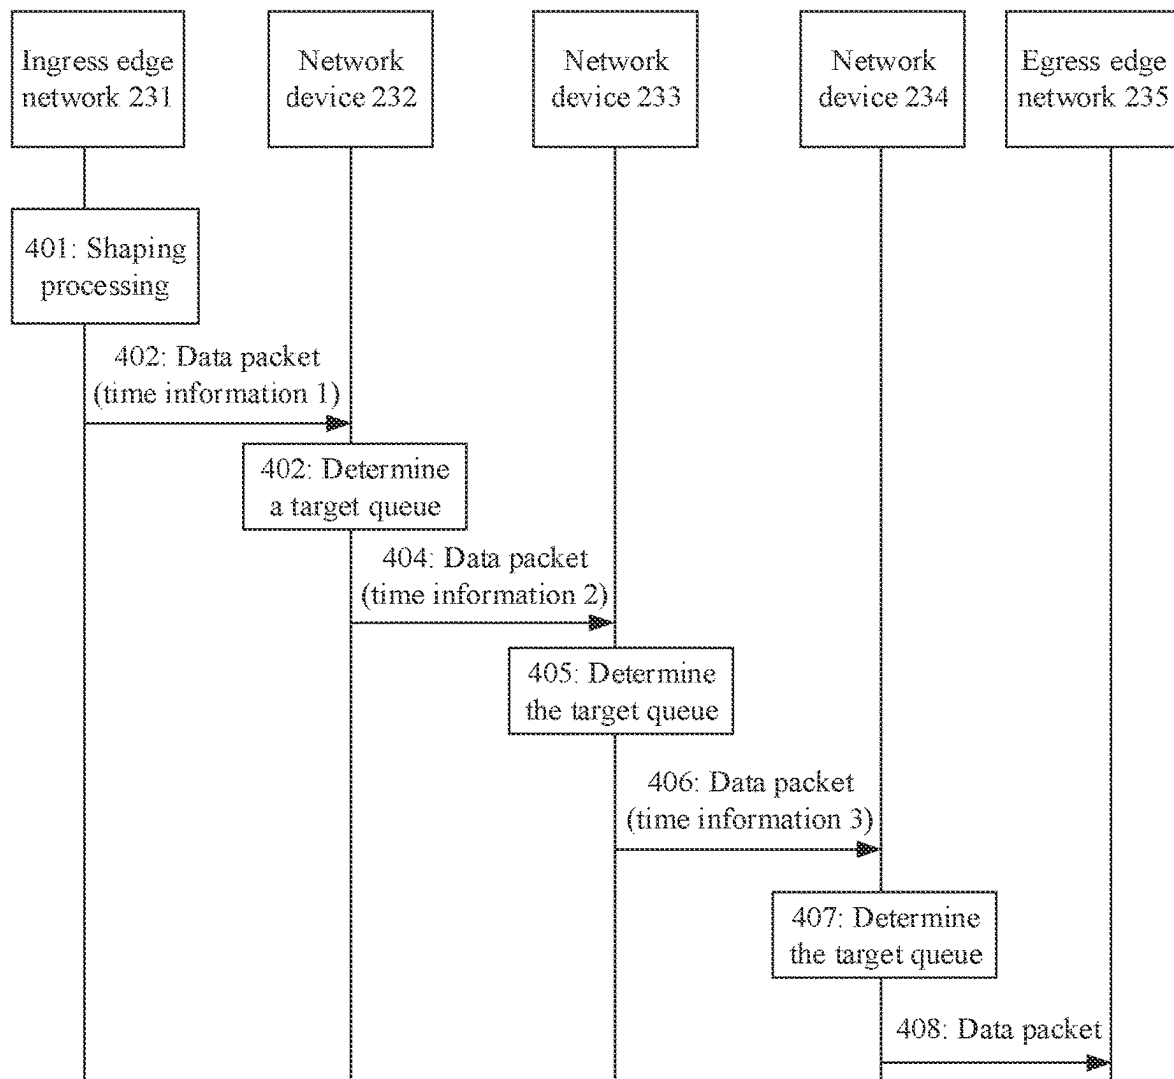 Ingress edge
network 231
Network
device 232
Network
device 233
Network
device 234
Egress edge
network 235
401: Shaping
processing
402: Data packet
(time information 1)
402: Determine
a target queue
404: Data packet
(time information 2)
405: Determine
the target queue
406: Data packet
(time information 3)
407: Determine
the target queue
408: Data packet